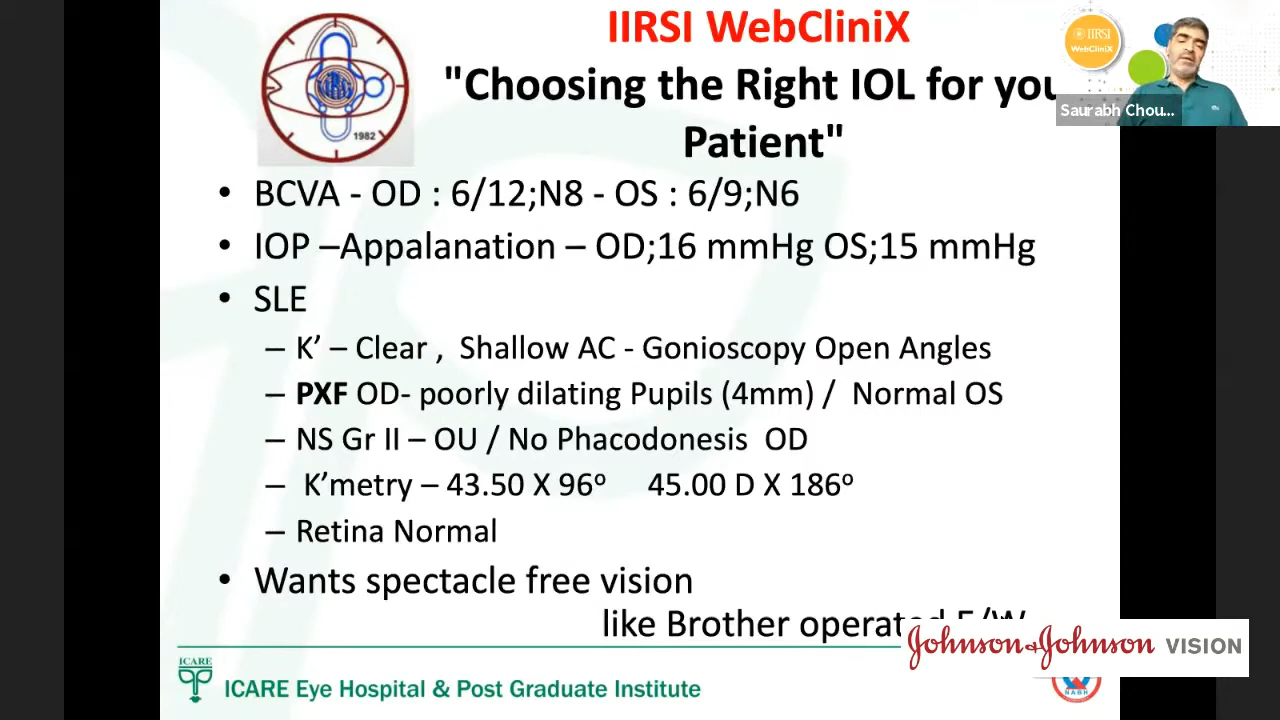 IIRSI WebCliniX
"Choosing the Right IOL for you
Patient"
1982
IIRSI
WebCliniX
Saurabh Chou...
• BCVA - OD : 6/12;N8 - OS : 6/9;N6
• IOP –Appalanation – OD;16 mmHg OS;15 mmHg
• SLE
– K’ – Clear , Shallow AC - Gonioscopy Open Angles
– PXF OD- poorly dilating Pupils (4mm) / Normal OS
– NS Gr II – OU / No Phacodonesis OD
– K’metry – 43.50 X 96º 45.00 D X 186º
– Retina Normal
• Wants spectacle free vision
like Brother operated
Johnson&Johnson VISION
ICARE
ICARE Eye Hospital & Post Graduate Institute
NABH